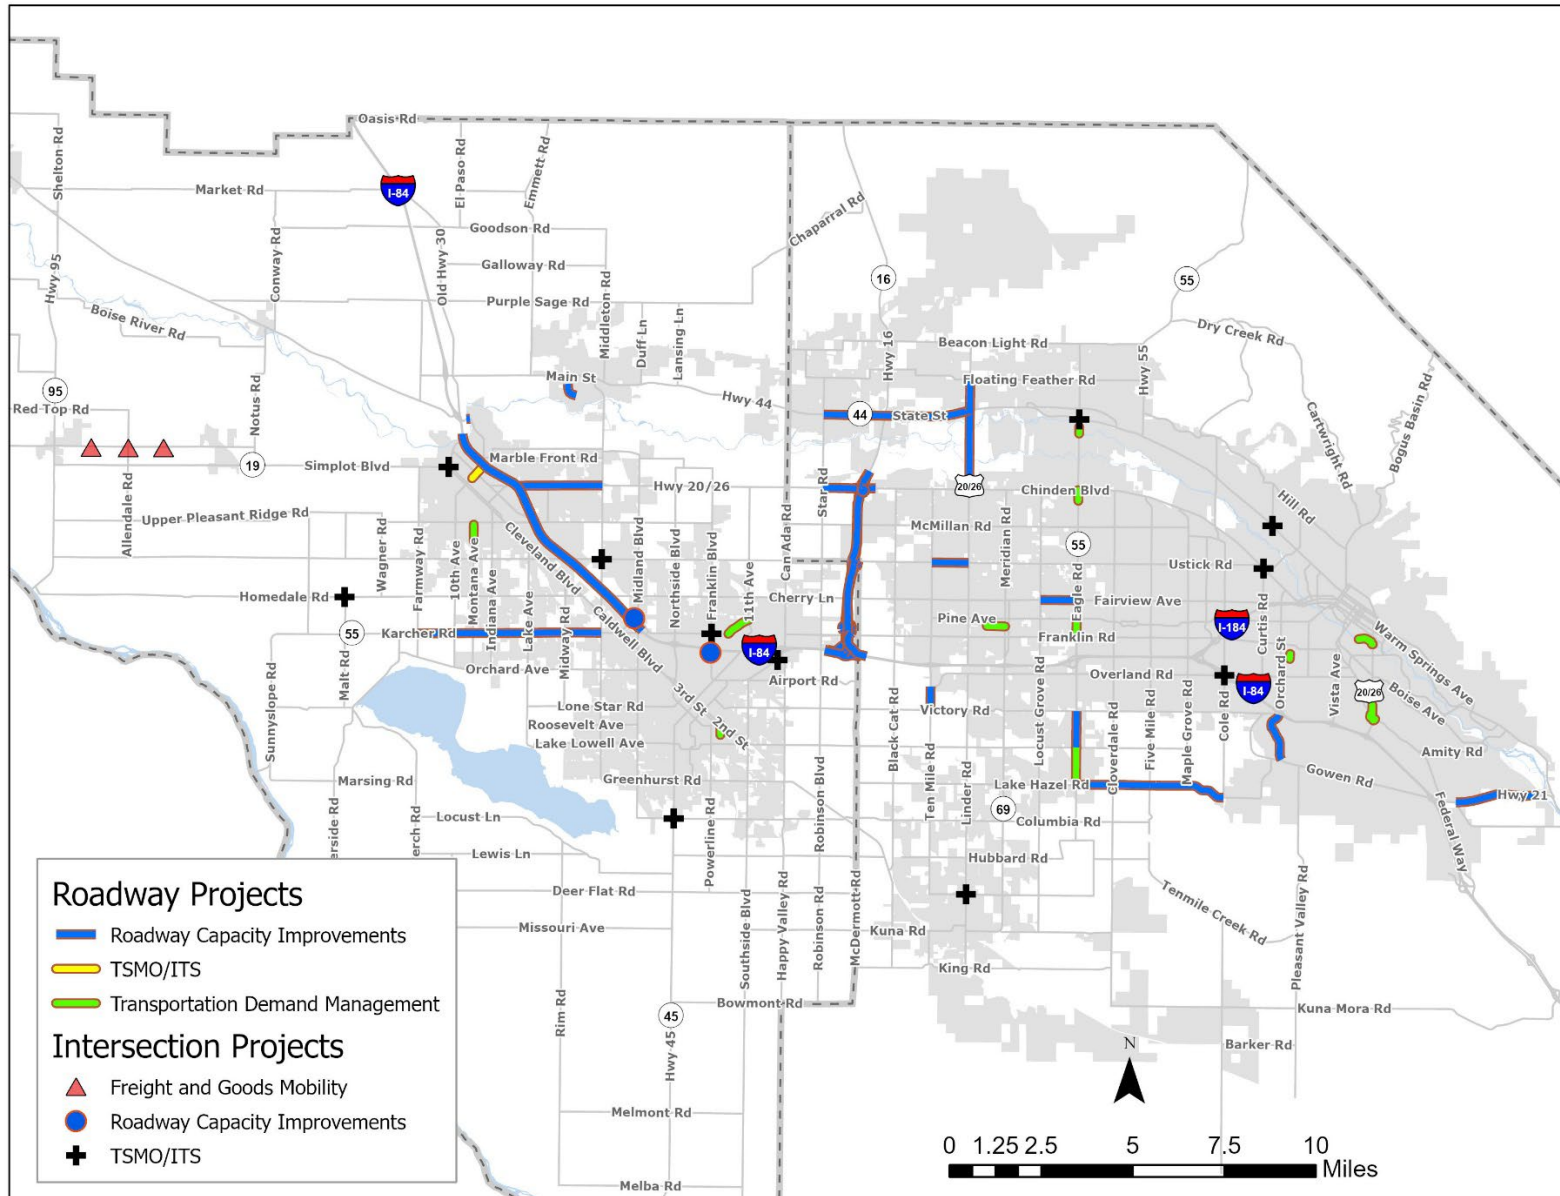 Oasis Rd
Shelton Rd
Market Rd
I-84
El Paso Rd
Emmett Rd
Goodson Rd
Chaparral Rd
Conway Rd
Old Hwy 30
Galloway Rd
Hwy 95
Purple Sage Rd
Middleton Rd
16
55
Boise River Rd
Duff Ln
Lansing Ln
Hwy 16
Beacon Light Rd
Hwy 55
Dry Creek Rd
95
Notus Rd
Main St
Hwy 44
Floating Feather Rd
Bogus Basin Rd
Red Top Rd
44
State St
Cartwright Rd
19
Simplot Blvd
Marble Front Rd
Hwy 20/26
Star Rd
20/26
Chinden Blvd
Hill Rd
Allendale Rd
Upper Pleasant Ridge Rd
Wagner Rd
Farmway Rd
10th Ave
Montana Ave
Indiana Ave
Cleveland Blvd
Lake Ave
Midland Blvd
Northside Blvd
Franklin Blvd
11th Ave
Can Ada Rd
McMillan Rd
Meridian Rd
55
Eagle Rd
Ustick Rd
Homedale Rd
Cherry Ln
Fairview Ave
Pine Ave
I-184
Curtis Rd
Warm Springs Ave
55
Karcher Rd
Midway Rd
Caldwell Blvd
I-84
Franklin Rd
Orchard St
Sunnyslope Rd
Malt Rd
Orchard Ave
Airport Rd
Overland Rd
I-84
Vista Ave
20/26
Boise Ave
Lone Star Rd
3rd St
2nd St
Victory Rd
Roosevelt Ave
Lake Lowell Ave
Black Cat Rd
Ten Mile Rd
Linder Rd
Locust Grove Rd
Cloverdale Rd
Five Mile Rd
Maple Grove Rd
Cole Rd
Amity Rd
Marsing Rd
Greenhurst Rd
Lake Hazel Rd
Gowen Rd
Hwy 21
erside Rd
erch Rd
Locust Ln
Powerline Rd
Robinson Blvd
69
Columbia Rd
Federal Way
Lewis Ln
Hubbard Rd
Deer Flat Rd
Southside Blvd
Happy Valley Rd
Robinson Rd
McDermott Rd
Tenmile Creek Rd
Pleasant Valley Rd
Missouri Ave
Kuna Rd
King Rd
Rim Rd
45
Hwy 45
Bowmont Rd
Kuna Mora Rd
Barker Rd
Melmont Rd
Melba Rd
Roadway Projects
Roadway Capacity Improvements
TSMO/ITS
Transportation Demand Management
Intersection Projects
Freight and Goods Mobility
Roadway Capacity Improvements
TSMO/ITS
N
0 1.25 2.5 5 7.5 10
Miles